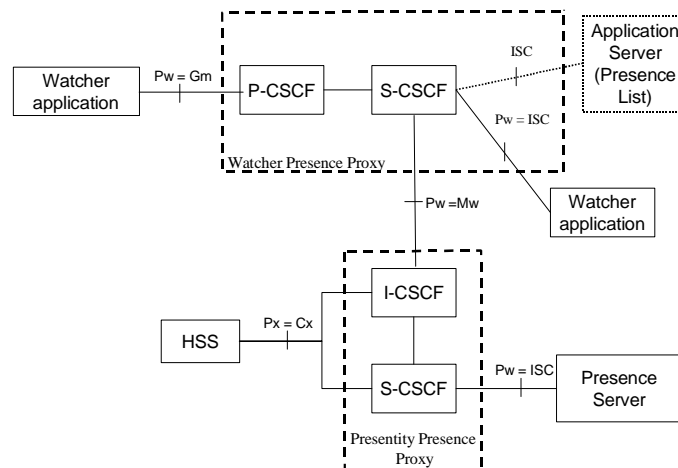 ISC
Application
Server
(Presence
List)
Watcher
application
Pw = Gm
P-CSCF
S-CSCF
Pw = ISC
Watcher Presence Proxy
Watcher
application
Pw =Mw
I-CSCF
HSS
Px = Cx
S-CSCF
Pw = ISC
Presence
Server
Presentity Presence
Proxy